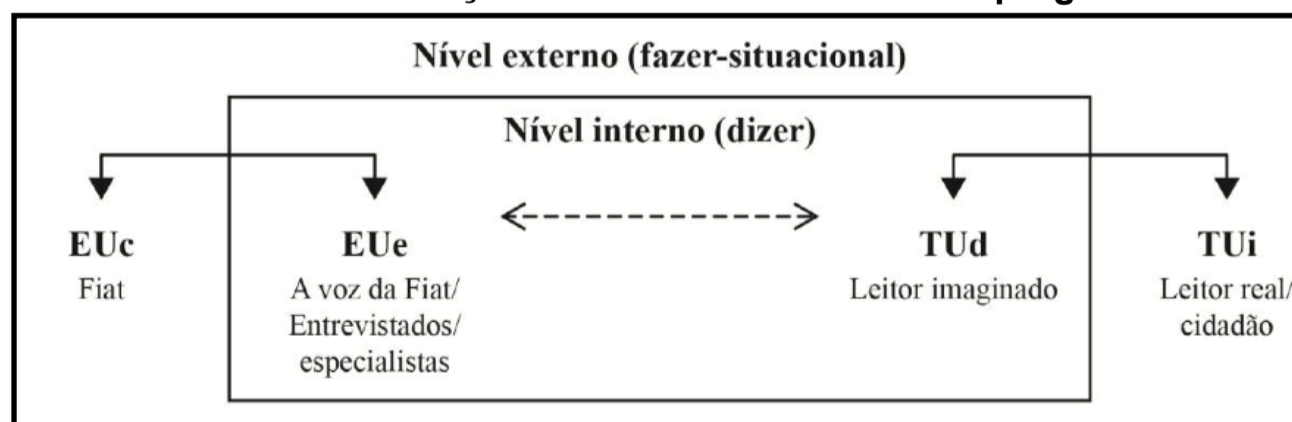 Nível externo (fazer-situacional)
Nível interno (dizer)
EUc
Fiat
EUe
A voz da Fiat/
Entrevistados/
especialistas
TUd
Leitor imaginado
TUi
Leitor real/
cidadão